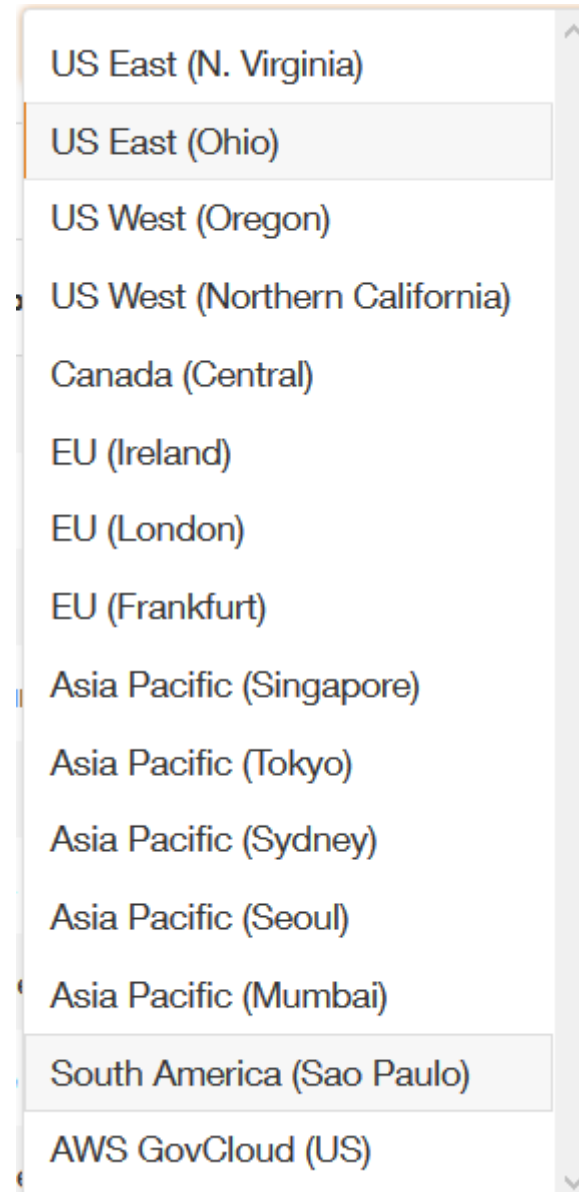 US East (N. Virginia)
US East (Ohio)
US West (Oregon)
US West (Northern California)
Canada (Central)
EU (Ireland)
EU (London)
EU (Frankfurt)
Asia Pacific (Singapore)
Asia Pacific (Tokyo)
Asia Pacific (Sydney)
Asia Pacific (Seoul)
Asia Pacific (Mumbai)
South America (Sao Paulo)
AWS GovCloud (US)